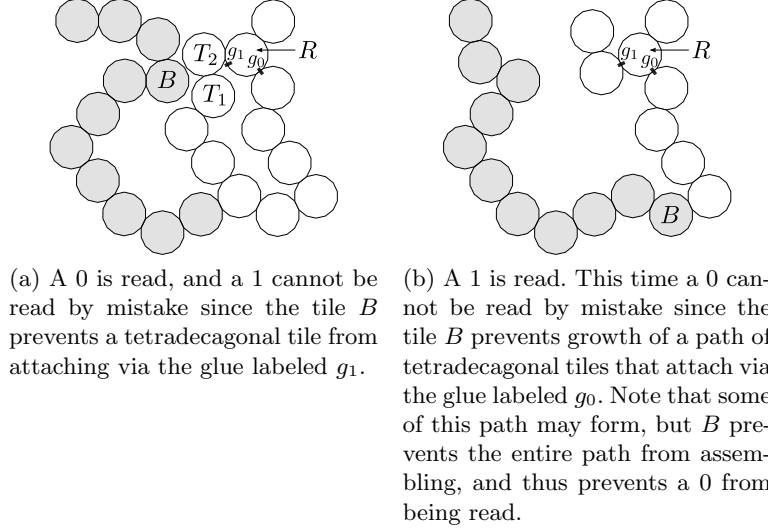 T2 g1 g0 R
B
T1
g1 g0 R
B
(a) A 0 is read, and a 1 cannot be
read by mistake since the tile B
prevents a tetradecagonal tile from
attaching via the glue labeled g1.
(b) A 1 is read. This time a 0 can-
not be read by mistake since the
tile B prevents growth of a path of
tetradecagonal tiles that attach via
the glue labeled g0. Note that some
of this path may form, but B pre-
vents the entire path from assem-
bling, and thus prevents a 0 from
being read.